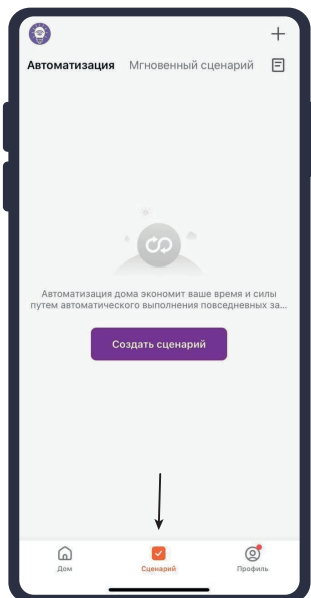 Автоматизация Мгновенный сценарий
Автоматизация дома экономит ваше время и силы
путем автоматического выполнения повседневных за...
Создать сценарий
Дом Сценарий Профиль